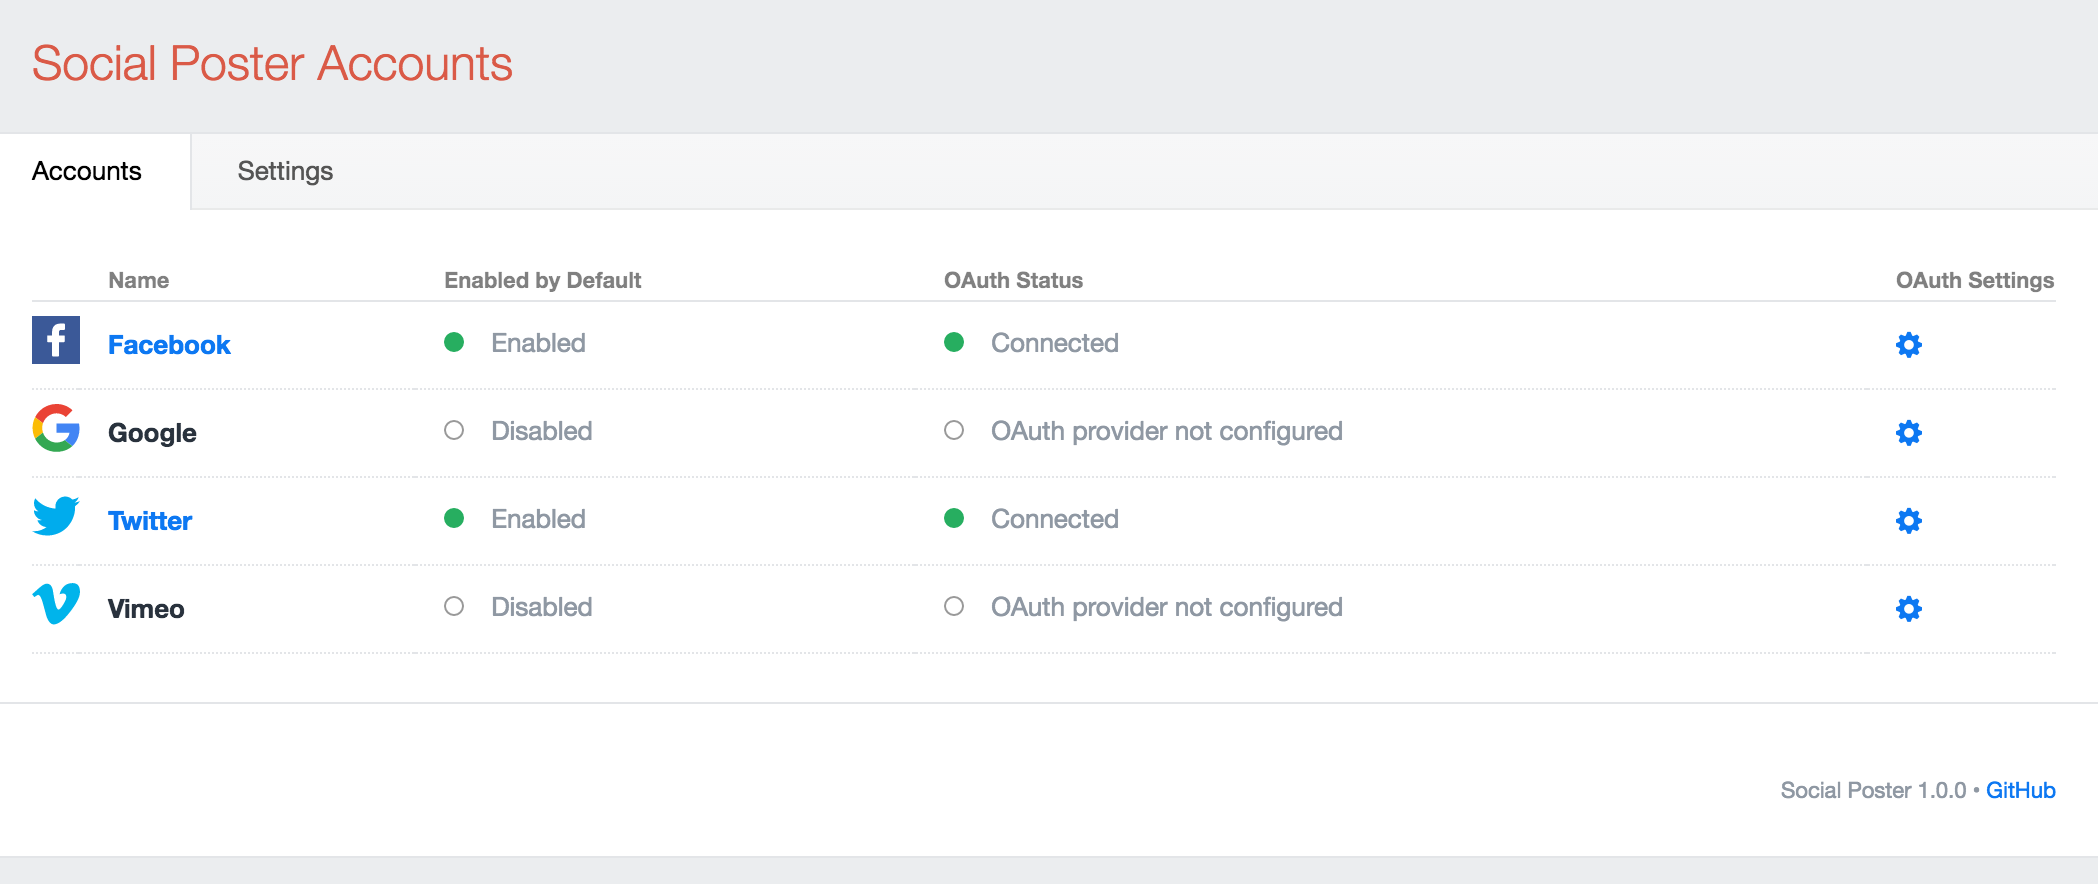 Social Poster Accounts
Accounts Settings
Name Enabled by Default OAuth Status OAuth Settings
Facebook Enabled Connected
Google Disabled OAuth provider not configured
Twitter Enabled Connected
Vimeo Disabled OAuth provider not configured
Social Poster 1.0.0 • GitHub